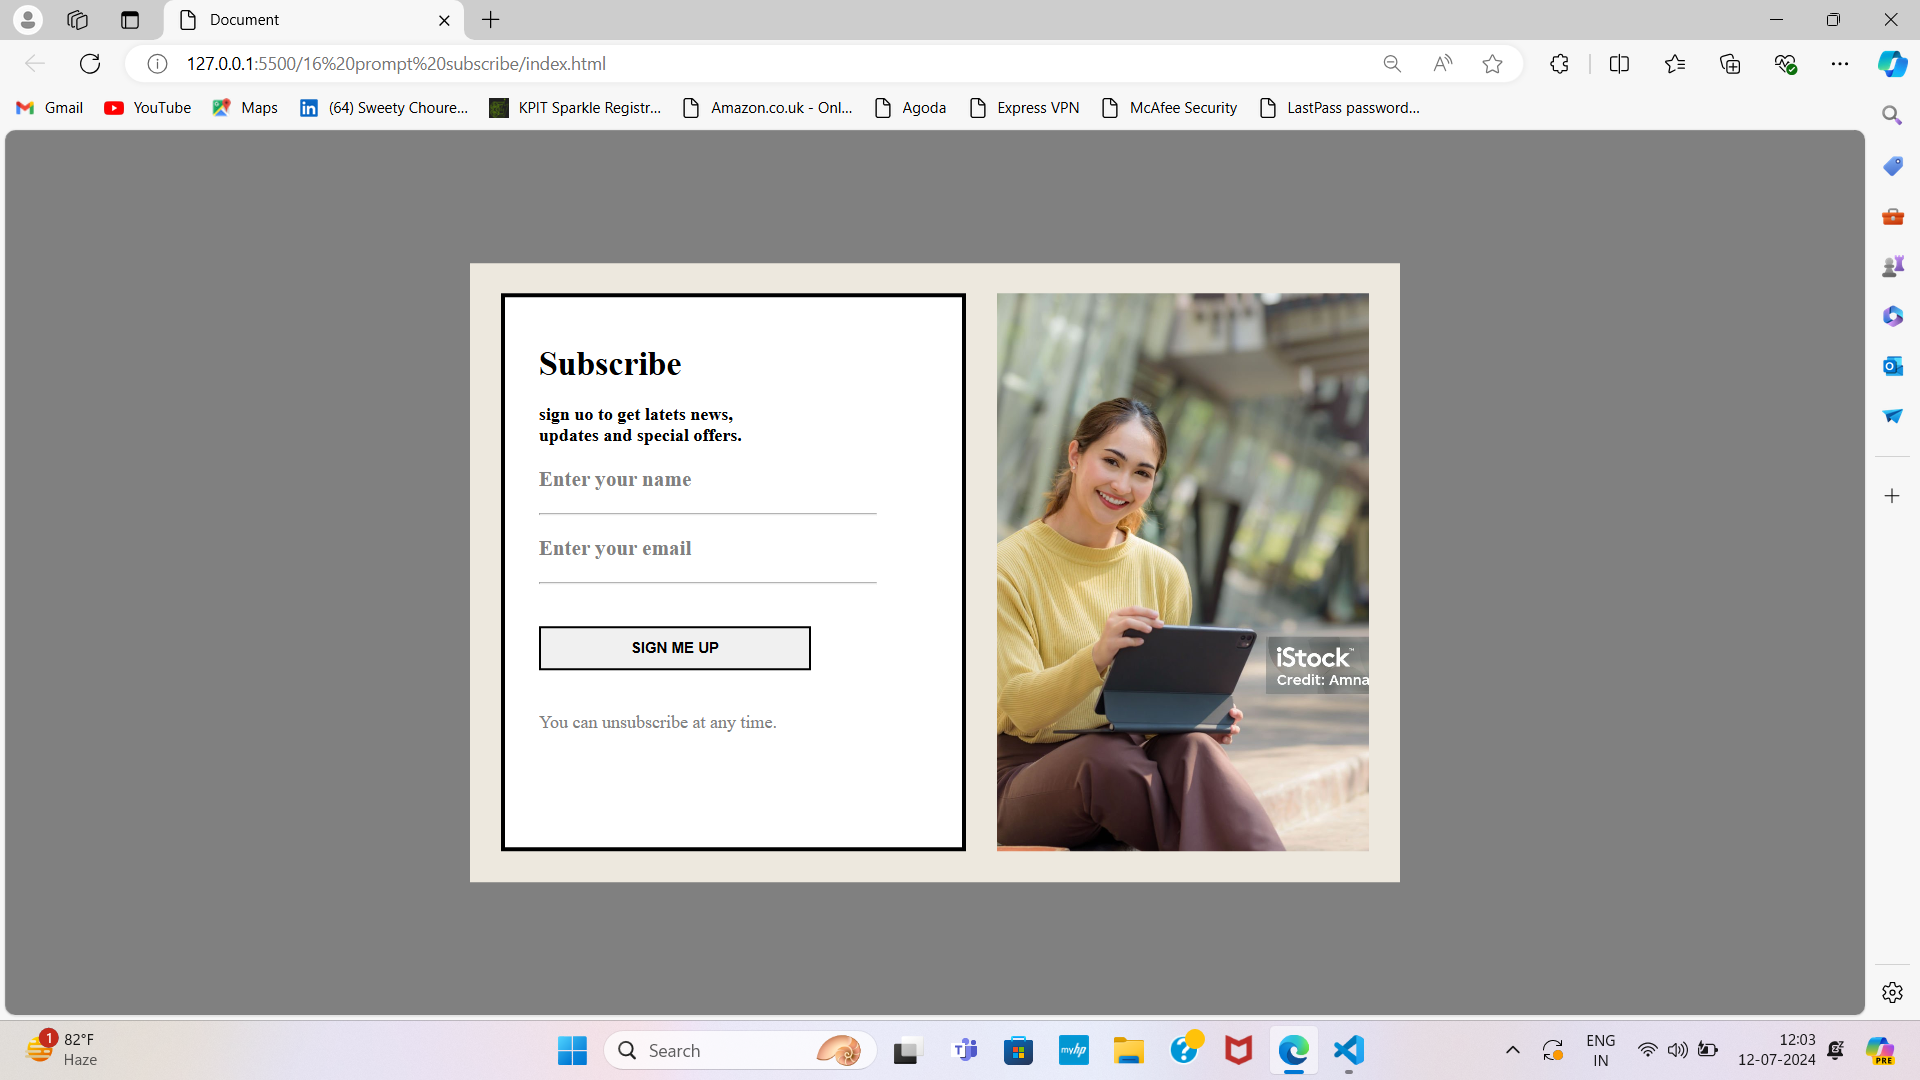 Document
127.0.0.1:5500/16%20prompt%20subscribe/index.html
Gmail
YouTube
Maps
(64) Sweety Choure...
KPIT Sparkle Registr...
Amazon.co.uk - Onl...
Agoda
Express VPN
McAfee Security
LastPass password...
Subscribe
sign uo to get latets news,
updates and special offers.
Enter your name
Enter your email
SIGN ME UP
You can unsubscribe at any time.
iStock™
Credit: Amna
1
82°F
Haze
Search
myhp
ENG
IN
12:03
12-07-2024
PRE